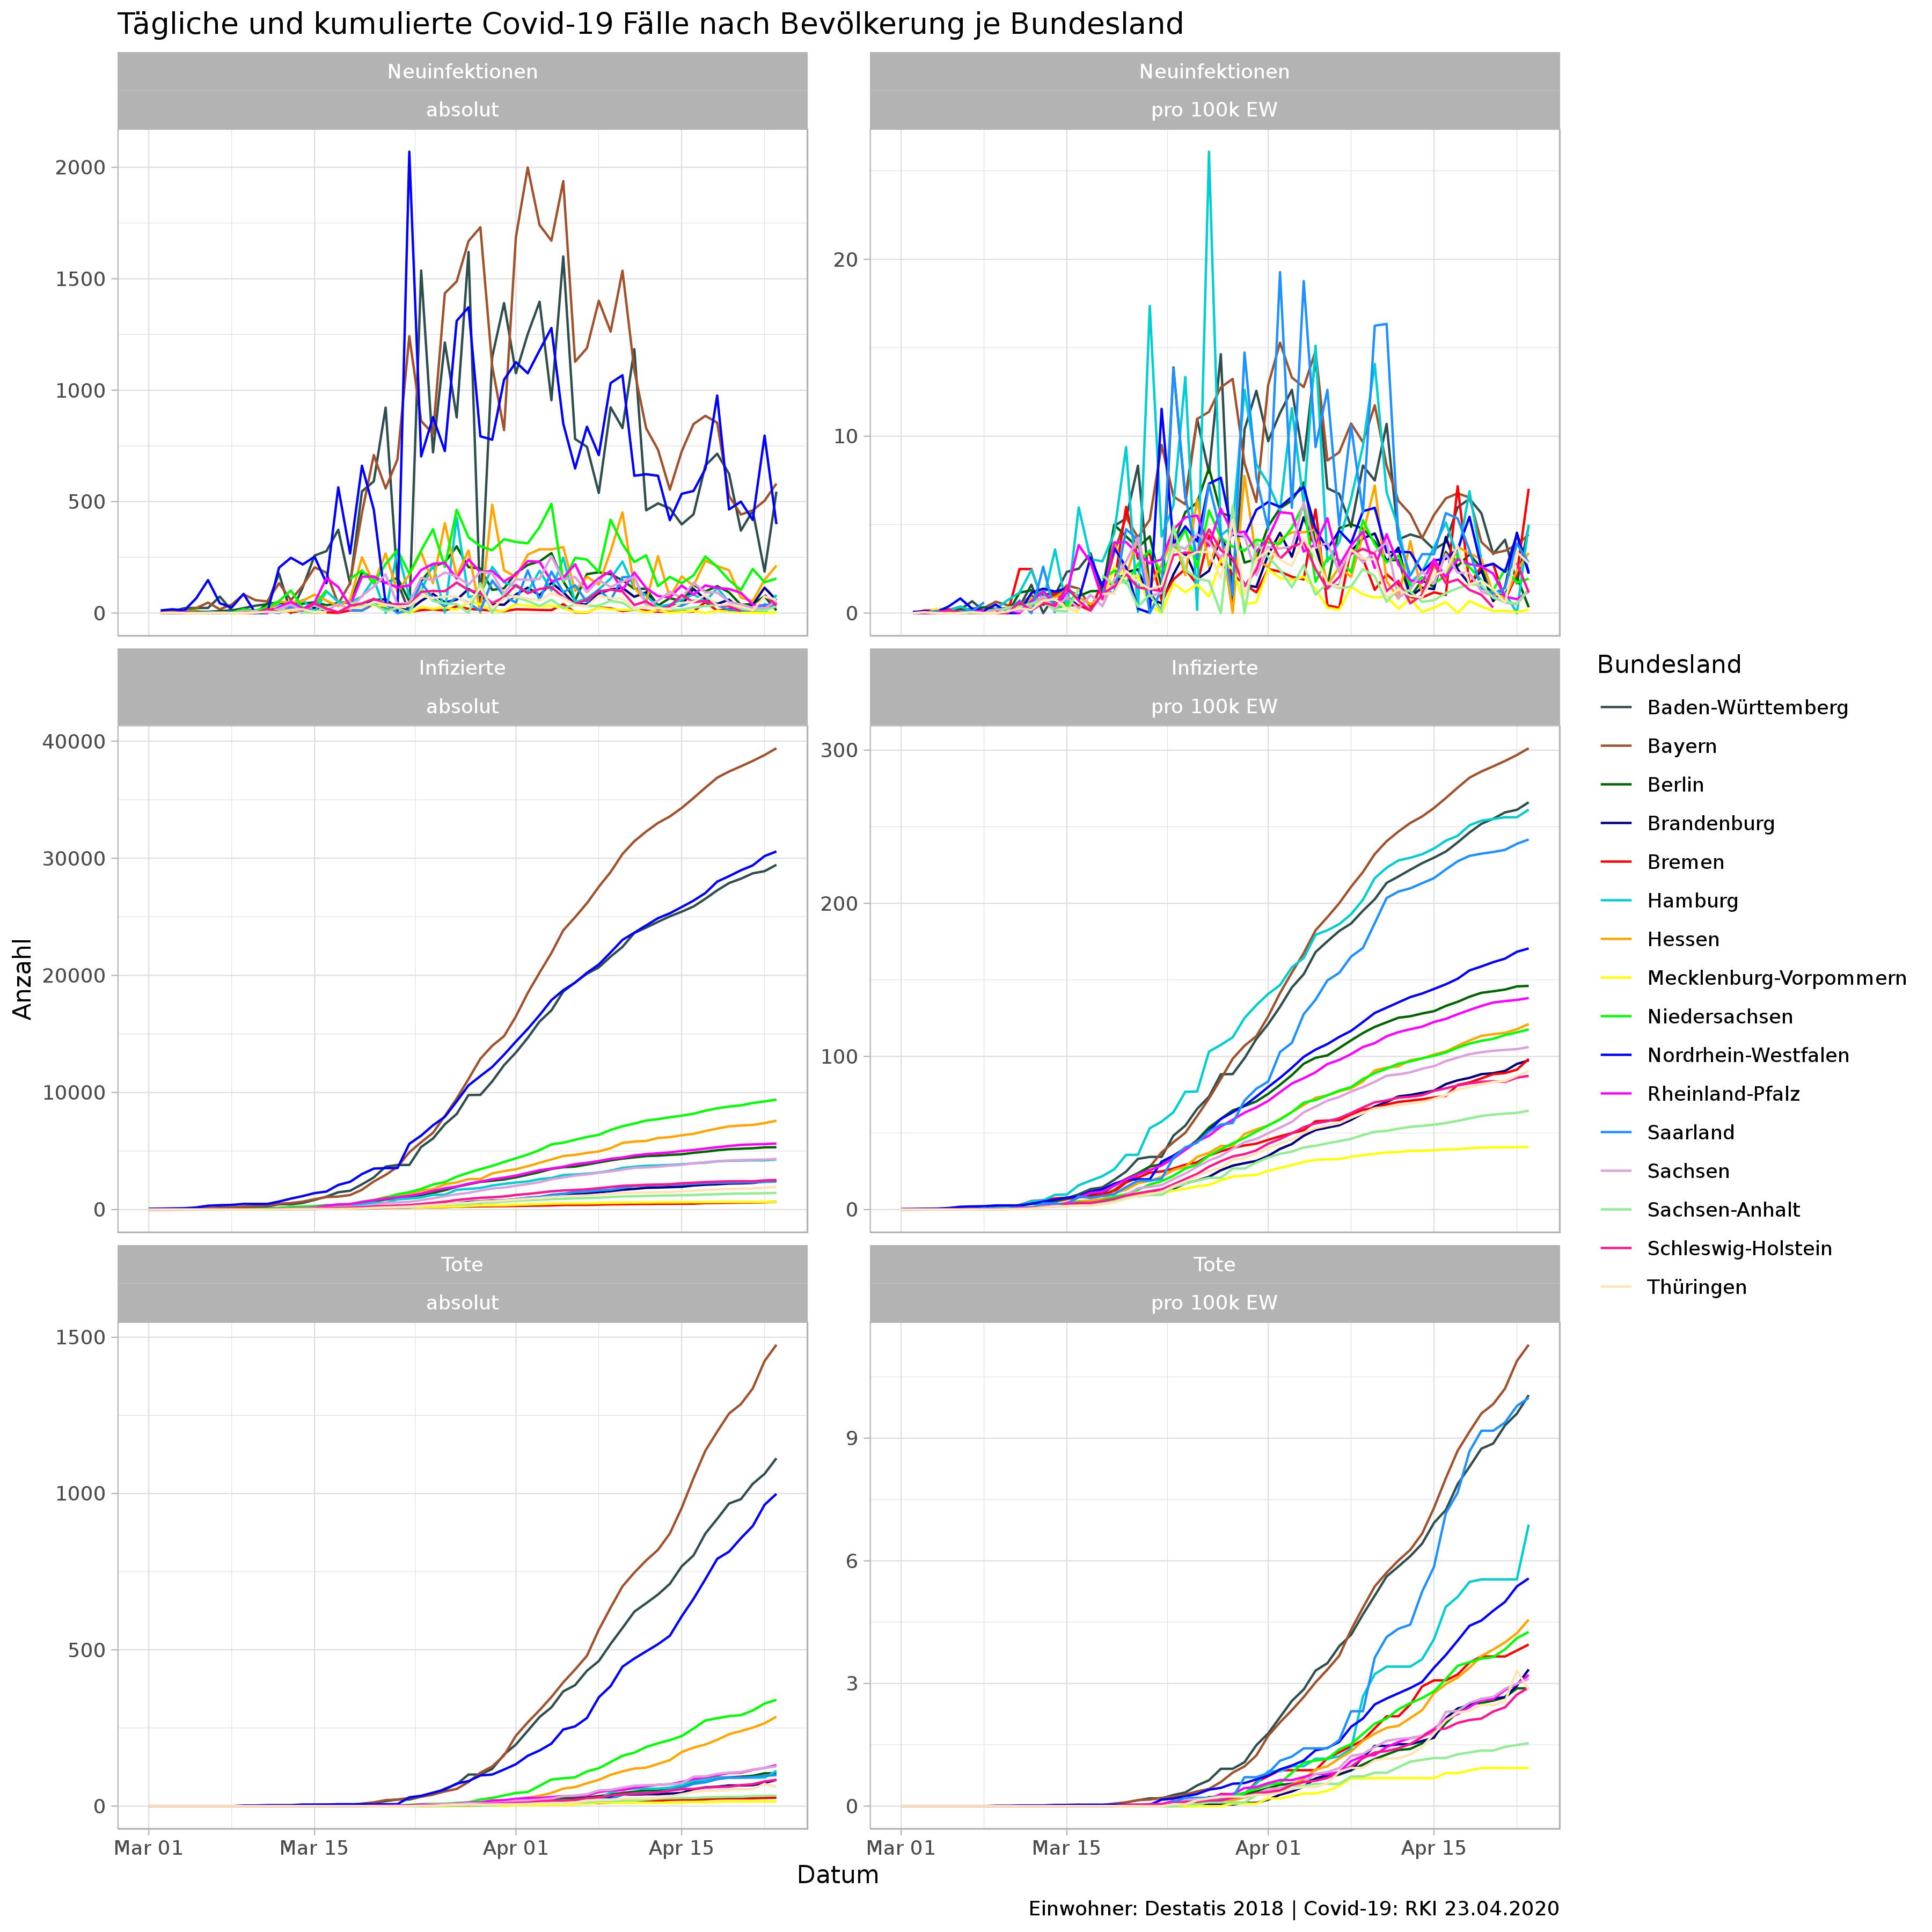 Tägliche und kumulierte Covid-19 Fälle nach Bevölkerung je Bundesland
Neuinfektionen
absolut
Neuinfektionen
pro 100k EW
2000
1500
1000
500
0
20
10
0
Infizierte
absolut
Infizierte
pro 100k EW
40000
30000
20000
10000
0
300
200
100
0
Tote
absolut
Tote
pro 100k EW
1500
1000
500
0
9
6
3
0
Anzahl
Mar 01
Mar 15
Apr 01
Apr 15
Mar 01
Mar 15
Apr 01
Apr 15
Datum
Bundesland
Baden-Württemberg
Bayern
Berlin
Brandenburg
Bremen
Hamburg
Hessen
Mecklenburg-Vorpommern
Niedersachsen
Nordrhein-Westfalen
Rheinland-Pfalz
Saarland
Sachsen
Sachsen-Anhalt
Schleswig-Holstein
Thüringen
Einwohner: Destatis 2018 | Covid-19: RKI 23.04.2020